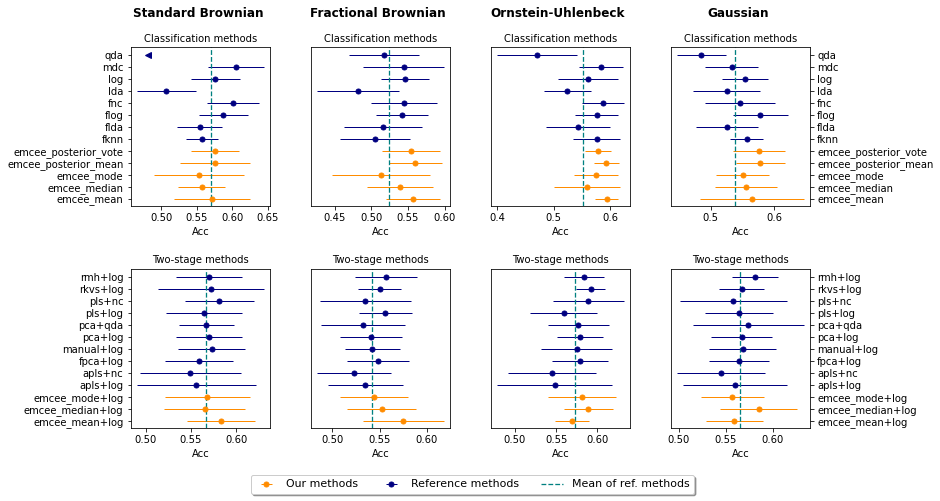 Standard Brownian Fractional Brownian Ornstein-Uhlenbeck Gaussian
Classification methods Classification methods Classification methods Classification methods
qda qda
mdc mdc
log log
lda lda
fnc fnc
flog flog
flda flda
fknn fknn
emcee_posterior_vote emcee_posterior_vote
emcee_posterior_mean emcee_posterior_mean
emcee_mode emcee_mode
emcee_median emcee_median
emcee_mean emcee_mean
0.50 0.55 0.60 0.65 0.45 0.50 0.55 0.60 0.4 0.5 0.6 0.5 0.6
Acc Acc Acc Acc
Two-stage methods Two-stage methods Two-stage methods Two-stage methods
rmh+log rmh+log
rkvs+log rkvs+log
pls+nc pls+nc
pls+log pls+log
pca+qda pca+qda
pca+log pca+log
manual+log manual+log
fpca+log fpca+log
apls+nc apls+nc
apls+log apls+log
emcee_mode+log emcee_mode+log
emcee_median+log emcee_median+log
emcee_mean+log emcee_mean+log
0.50 0.55 0.60 0.50 0.55 0.60 0.50 0.55 0.60 0.50 0.55 0.60
Acc Acc Acc Acc
Our methods Reference methods Mean of ref. methods